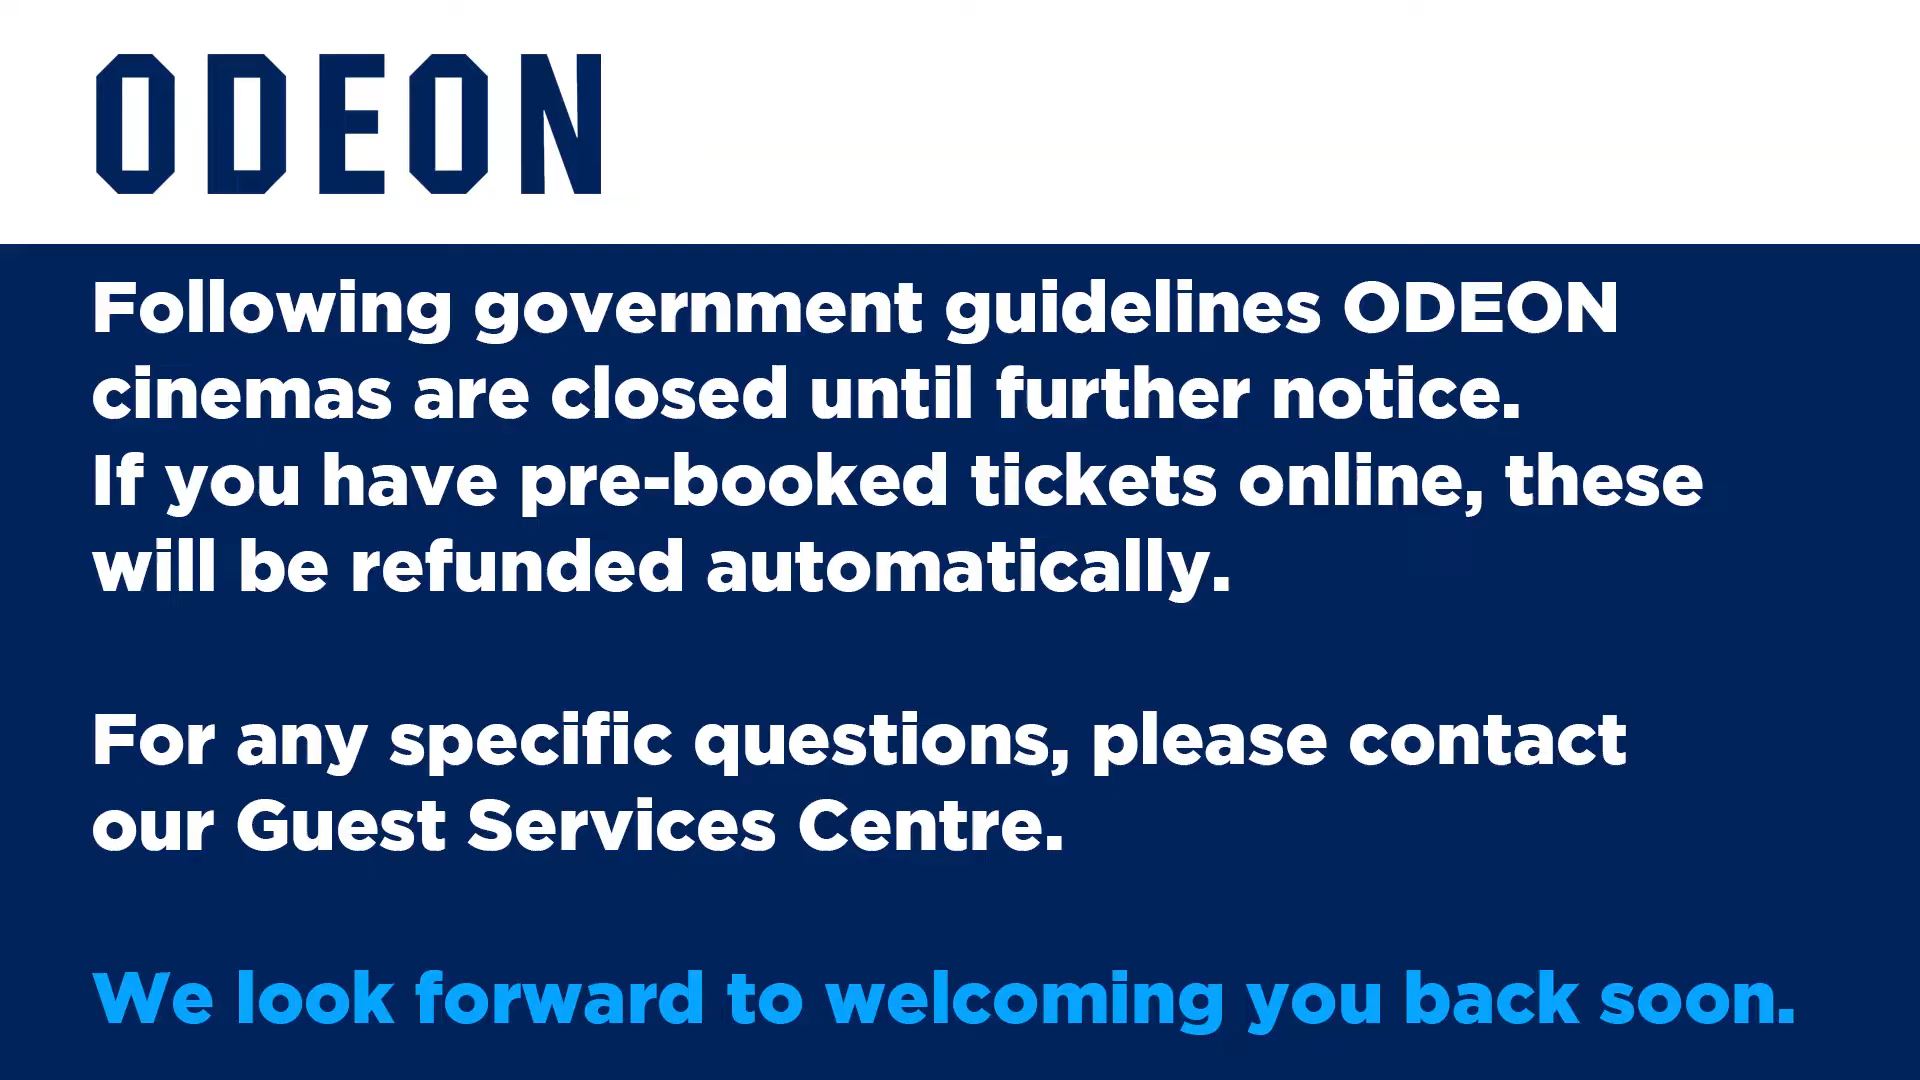 ODEON
Following government guidelines ODEON
cinemas are closed until further notice.
If you have pre-booked tickets online, these
will be refunded automatically.
For any specific questions, please contact
our Guest Services Centre.
We look forward to welcoming you back soon.